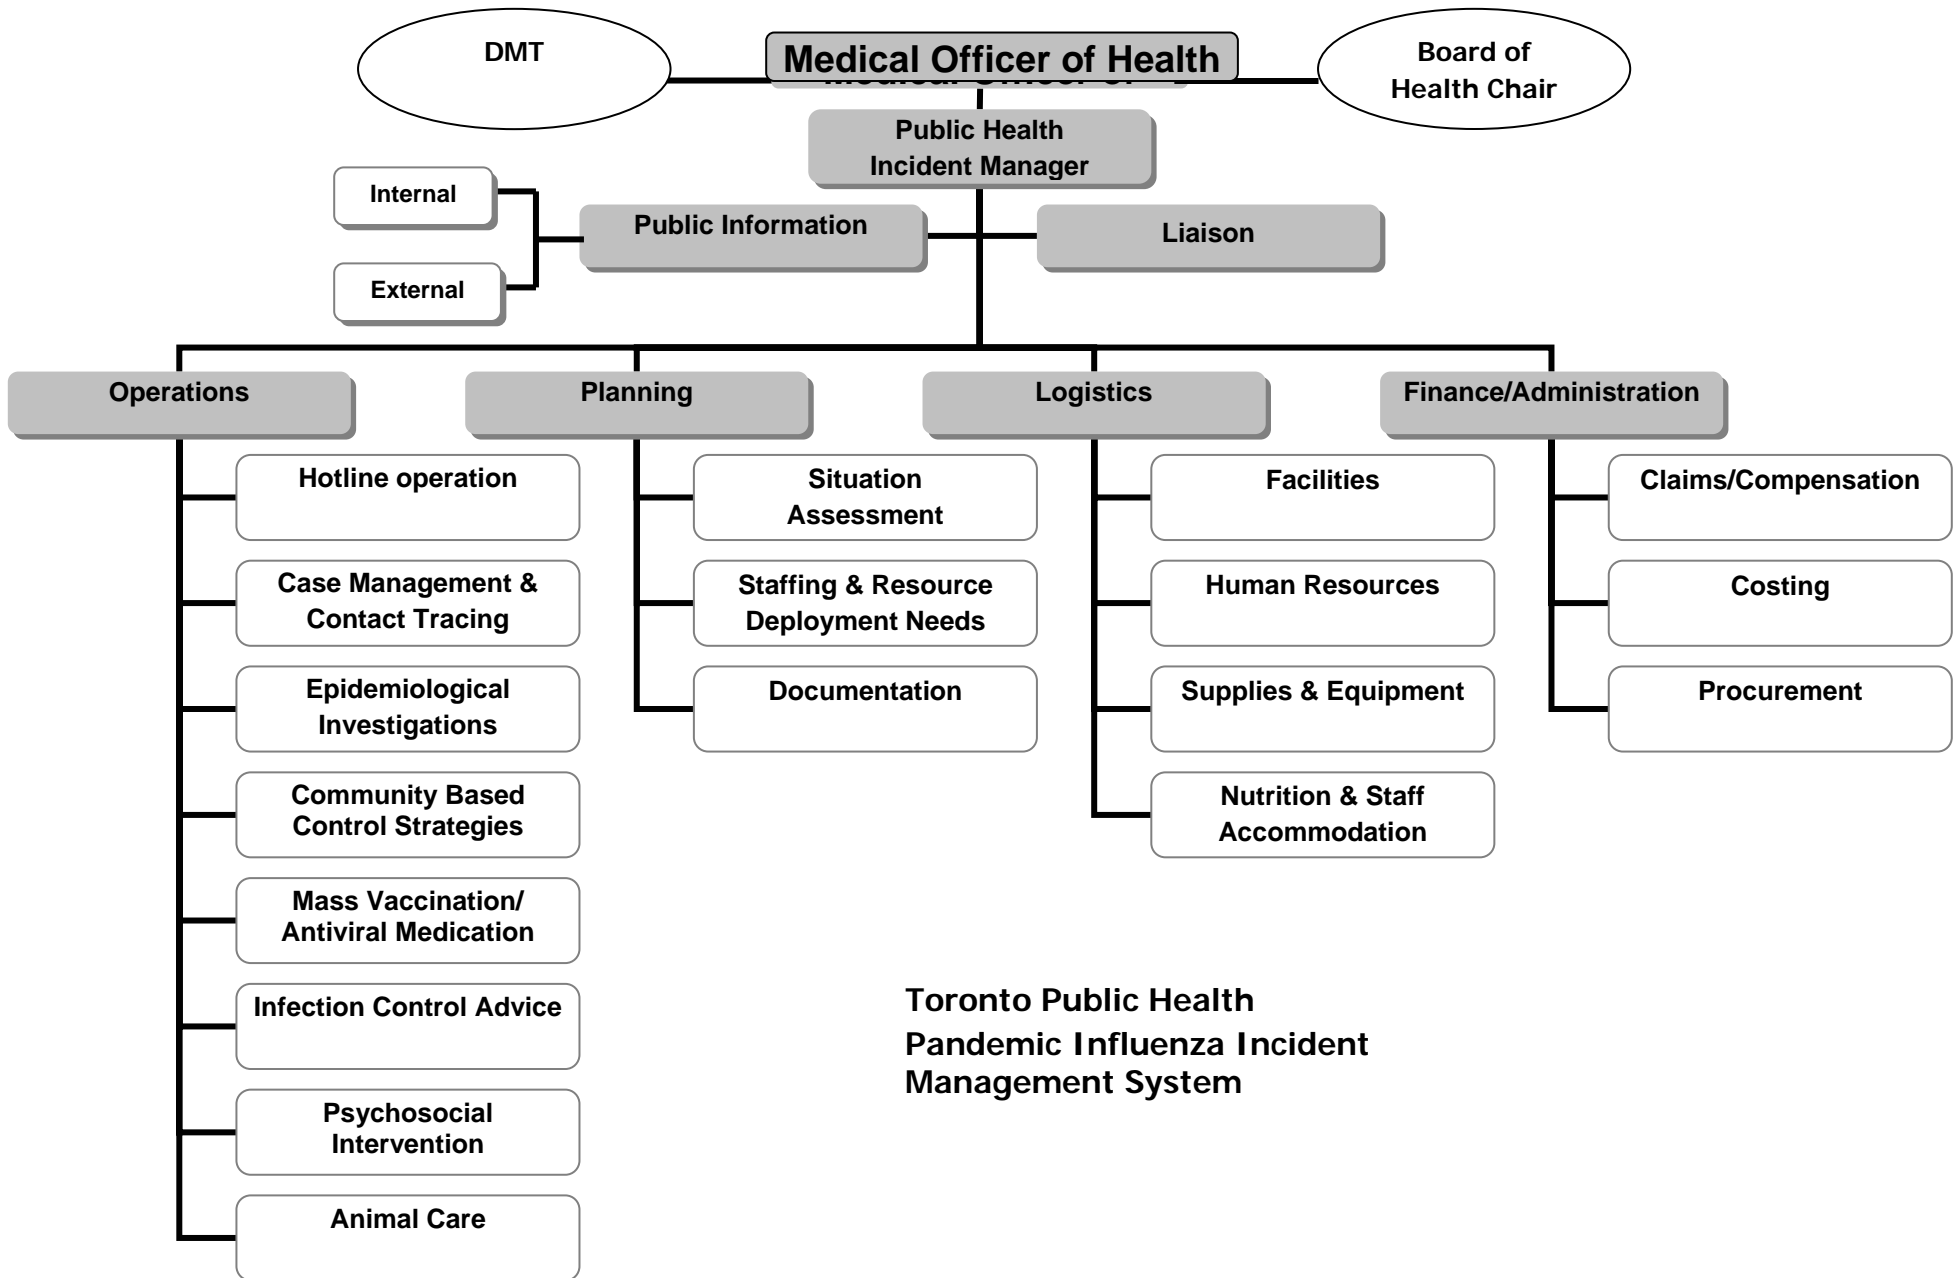 DMT
Medical Officer of Health
Medical Officer of
Board of
Health Chair
Public Health
Incident Manager
Internal
Public Information
Liaison
External
Operations
Planning
Logistics
Finance/Administration
Hotline operation
Case Management &
Contact Tracing
Epidemiological
Investigations
Community Based
Control Strategies
Mass Vaccination/
Antiviral Medication
Infection Control Advice
Psychosocial
Intervention
Animal Care
Situation
Assessment
Staffing & Resource
Deployment Needs
Documentation
Facilities
Human Resources
Supplies & Equipment
Nutrition & Staff
Accommodation
Claims/Compensation
Costing
Procurement
Toronto Public Health
Pandemic Influenza Incident
Management System